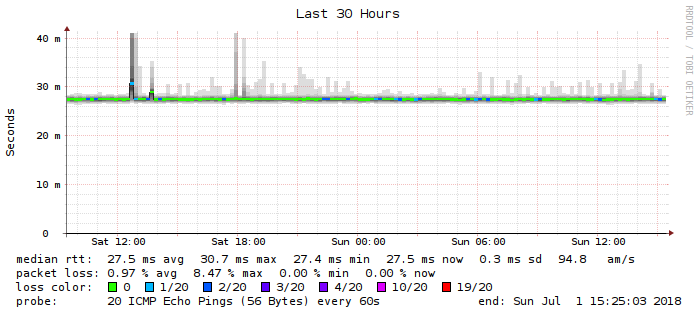 Last 30 Hours
RRDTOOL / TOBI OETIKER
Seconds
40 m
30 m
20 m
10 m
0
Sat 12:00 Sat 18:00 Sun 00:00 Sun 06:00 Sun 12:00
median rtt: 27.5 ms avg 30.7 ms max 27.4 ms min 27.5 ms now 0.3 ms sd 94.8 am/s
packet loss: 0.97 % avg 8.47 % max 0.00 % min 0.00 % now
loss color: 0 1/20 2/20 3/20 4/20 10/20 19/20
probe: 20 ICMP Echo Pings (56 Bytes) every 60s end: Sun Jul 1 15:25:03 2018